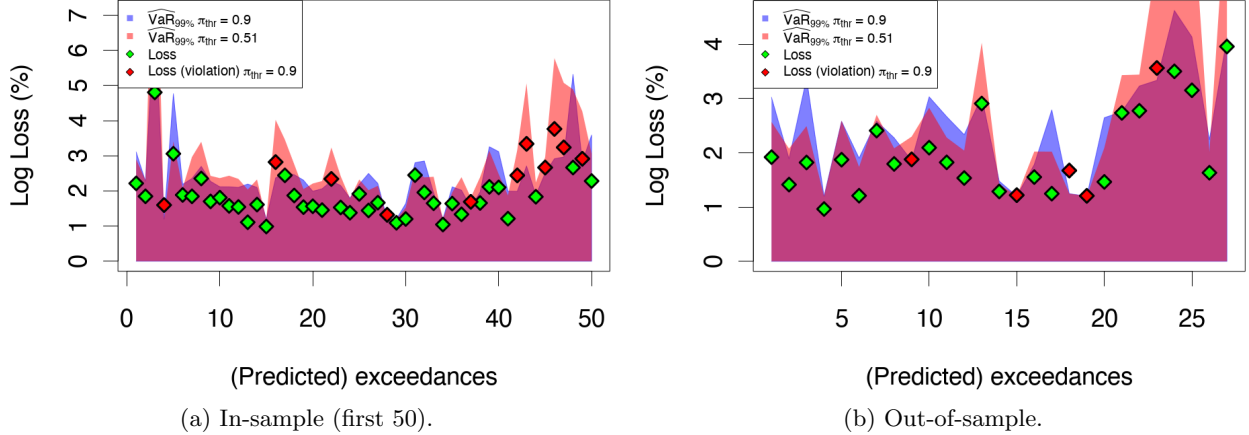 7
6
5
4
3
2
1
0
Log Loss (%)
VaR99% πthr = 0.9
VaR99% πthr = 0.51
Loss
Loss (violation) πthr = 0.9
0 10 20 30 40 50
(Predicted) exceedances
(a) In-sample (first 50).
4
3
2
1
0
Log Loss (%)
VaR99% πthr = 0.9
VaR99% πthr = 0.51
Loss
Loss (violation) πthr = 0.9
5 10 15 20 25
(Predicted) exceedances
(b) Out-of-sample.